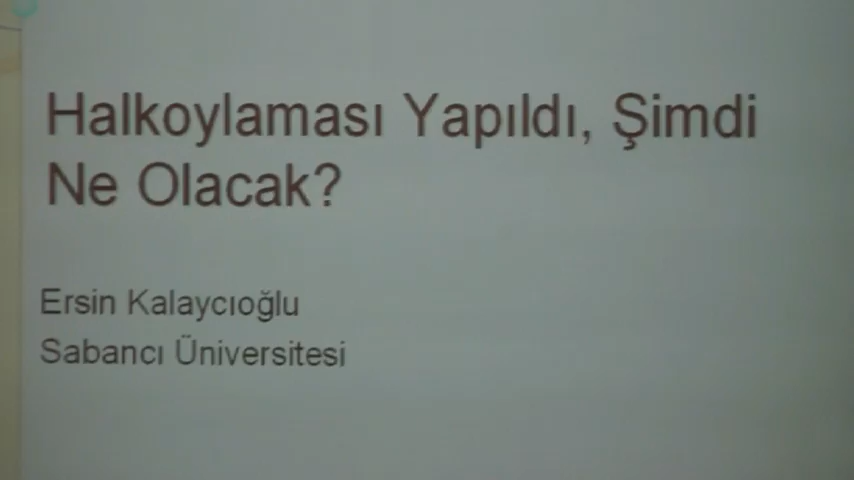 Halkoylaması Yapıldı, Şimdi
Ne Olacak?
Ersin Kalaycıoğlu
Sabancı Üniversitesi